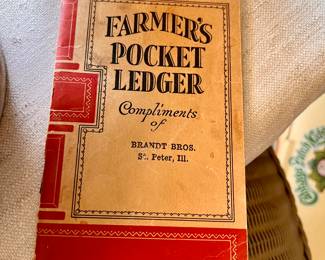 FARMER'S
POCKET
LEDGER
Compliments
of
BRANDT BROS.
St. Peter, Ill.